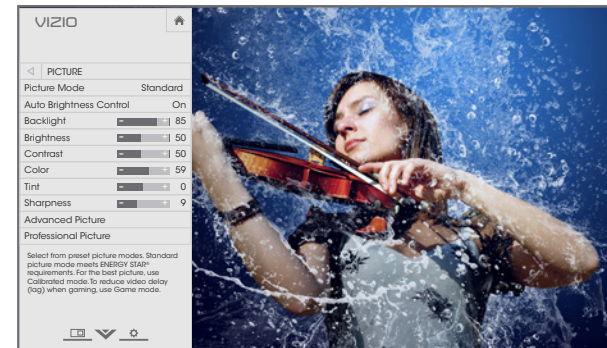 VIZIO
PICTURE
Picture Mode Standard
Auto Brightness Control On
Backlight 85
Brightness 50
Contrast 50
Color 59
Tint 0
Sharpness 9
Advanced Picture
Professional Picture
Select from preset picture modes. Standard
picture mode meets ENERGY STAR®
requirements. For the best picture, use
Calibrated mode. To reduce video delay
(lag) when gaming, use Game mode.